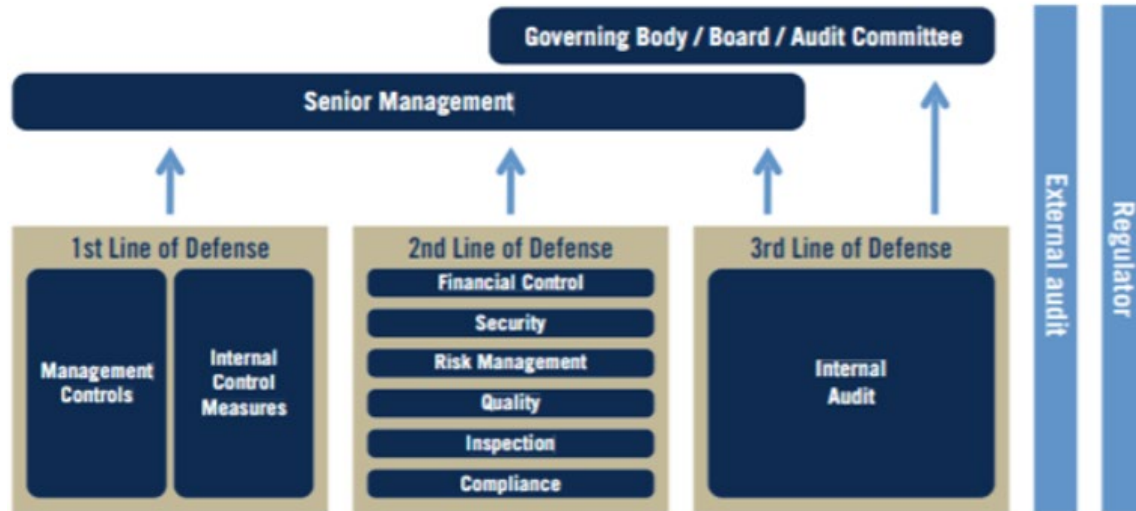 Governing Body / Board / Audit Committee
Senior Management
1st Line of Defense
Management
Controls
Internal
Control
Measures
2nd Line of Defense
Financial Control
Security
Risk Management
Quality
Inspection
Compliance
3rd Line of Defense
Internal
Audit
External audit
Regulator